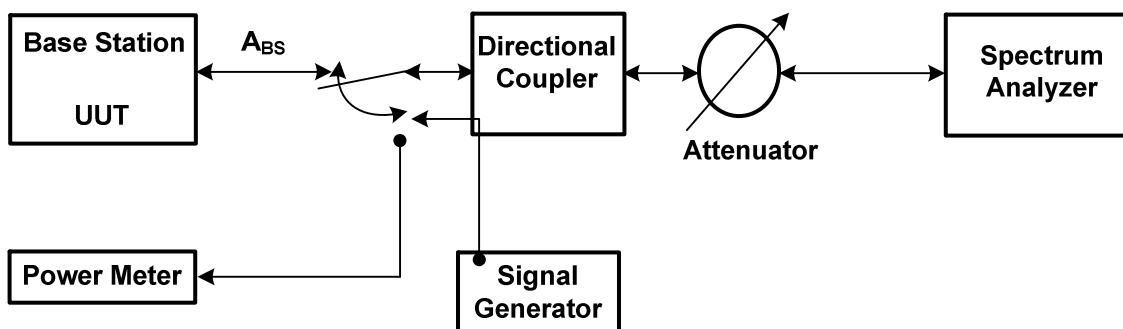 Base Station
UUT
A_BS
Directional
Coupler
Attenuator
Spectrum
Analyzer
Power Meter
Signal
Generator